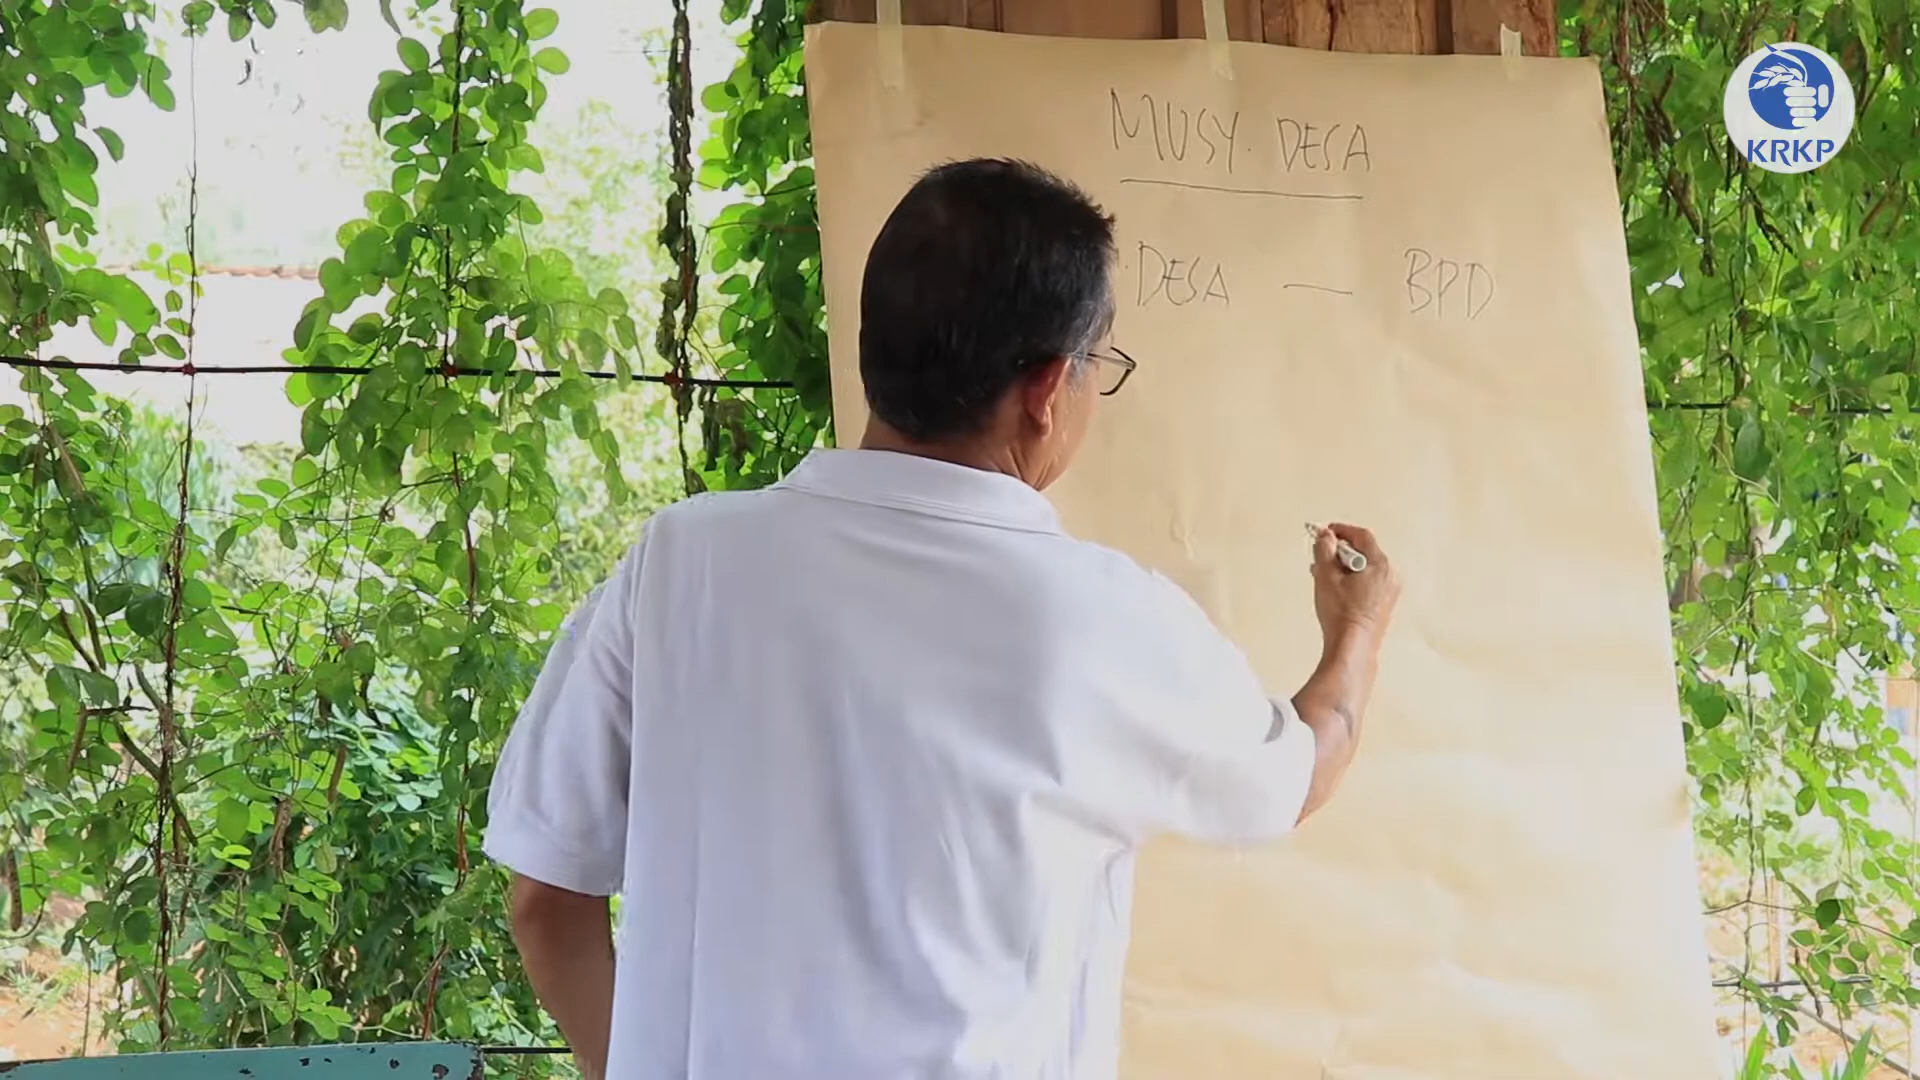 MUSY. DESA
DESA — BPD
KRKP